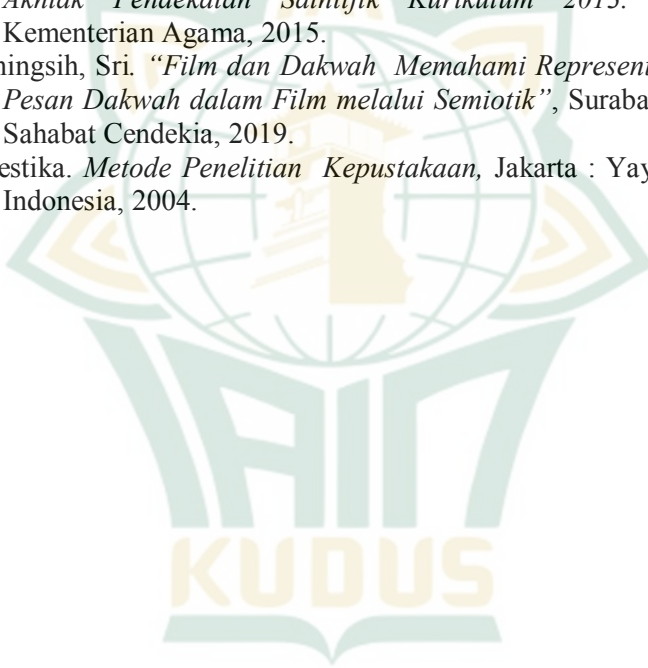 Akhlak Pendekatan Saintifik Kurikulum 2013.
Kementerian Agama, 2015.
ningsih, Sri. “Film dan Dakwah Memahami Represent
Pesan Dakwah dalam Film melalui Semiotik”, Suraba
Sahabat Cendekia, 2019.
estika. Metode Penelitian Kepustakaan, Jakarta : Yay
Indonesia, 2004.
IAIN
KUDUS